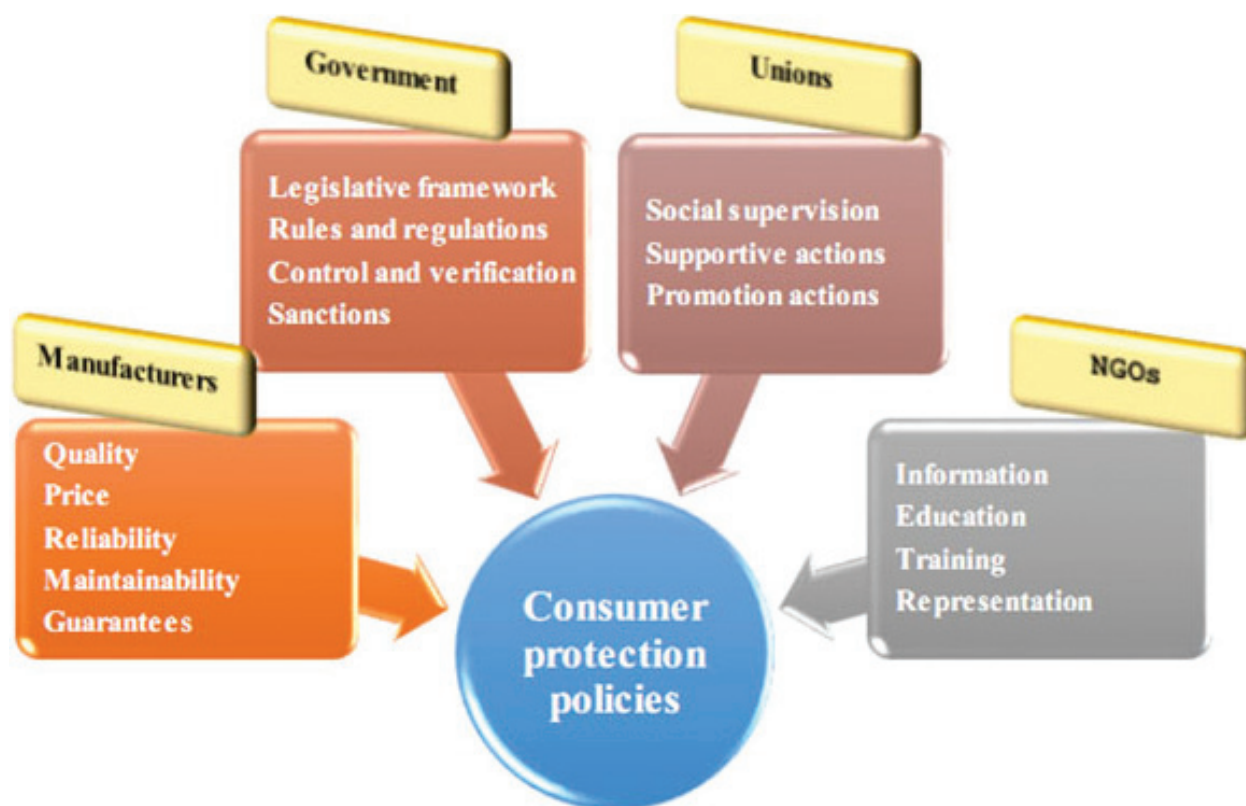 Government
Legislative framework
Rules and regulations
Control and verification
Sanctions
Unions
Social supervision
Supportive actions
Promotion actions
Manufacturers
Quality
Price
Reliability
Maintainability
Guarantees
NGOs
Information
Education
Training
Representation
Consumer
protection
policies